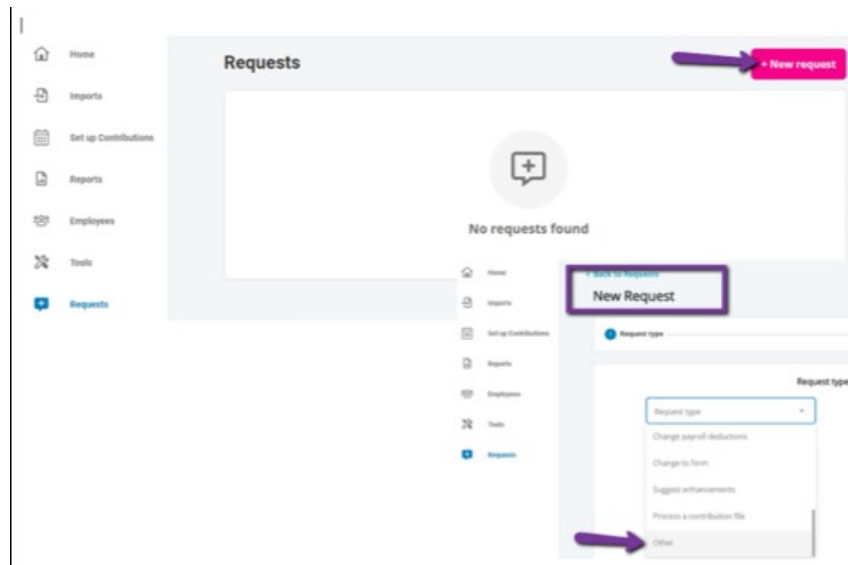 Home
Imports
Set up Contributions
Reports
Employees
Tools
Requests
Requests
+ New request
No requests found
Home
Imports
Set up Contributions
Reports
Employees
Tools
Requests
< Back to Requests
New Request
Request type
Request type
Request type
Change payroll deductions
Change to form
Suggest enhancements
Process a contribution file
Other